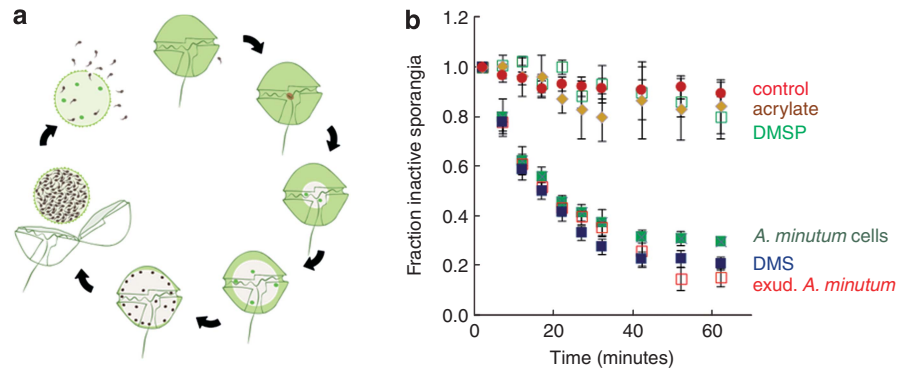 a
b
Fraction inactive sporangia
1.2
1.0
0.8
0.6
0.4
0.2
0.0
0
20
40
60
Time (minutes)
control
acrylate
DMSP
A. minutum cells
DMS
exud. A. minutum